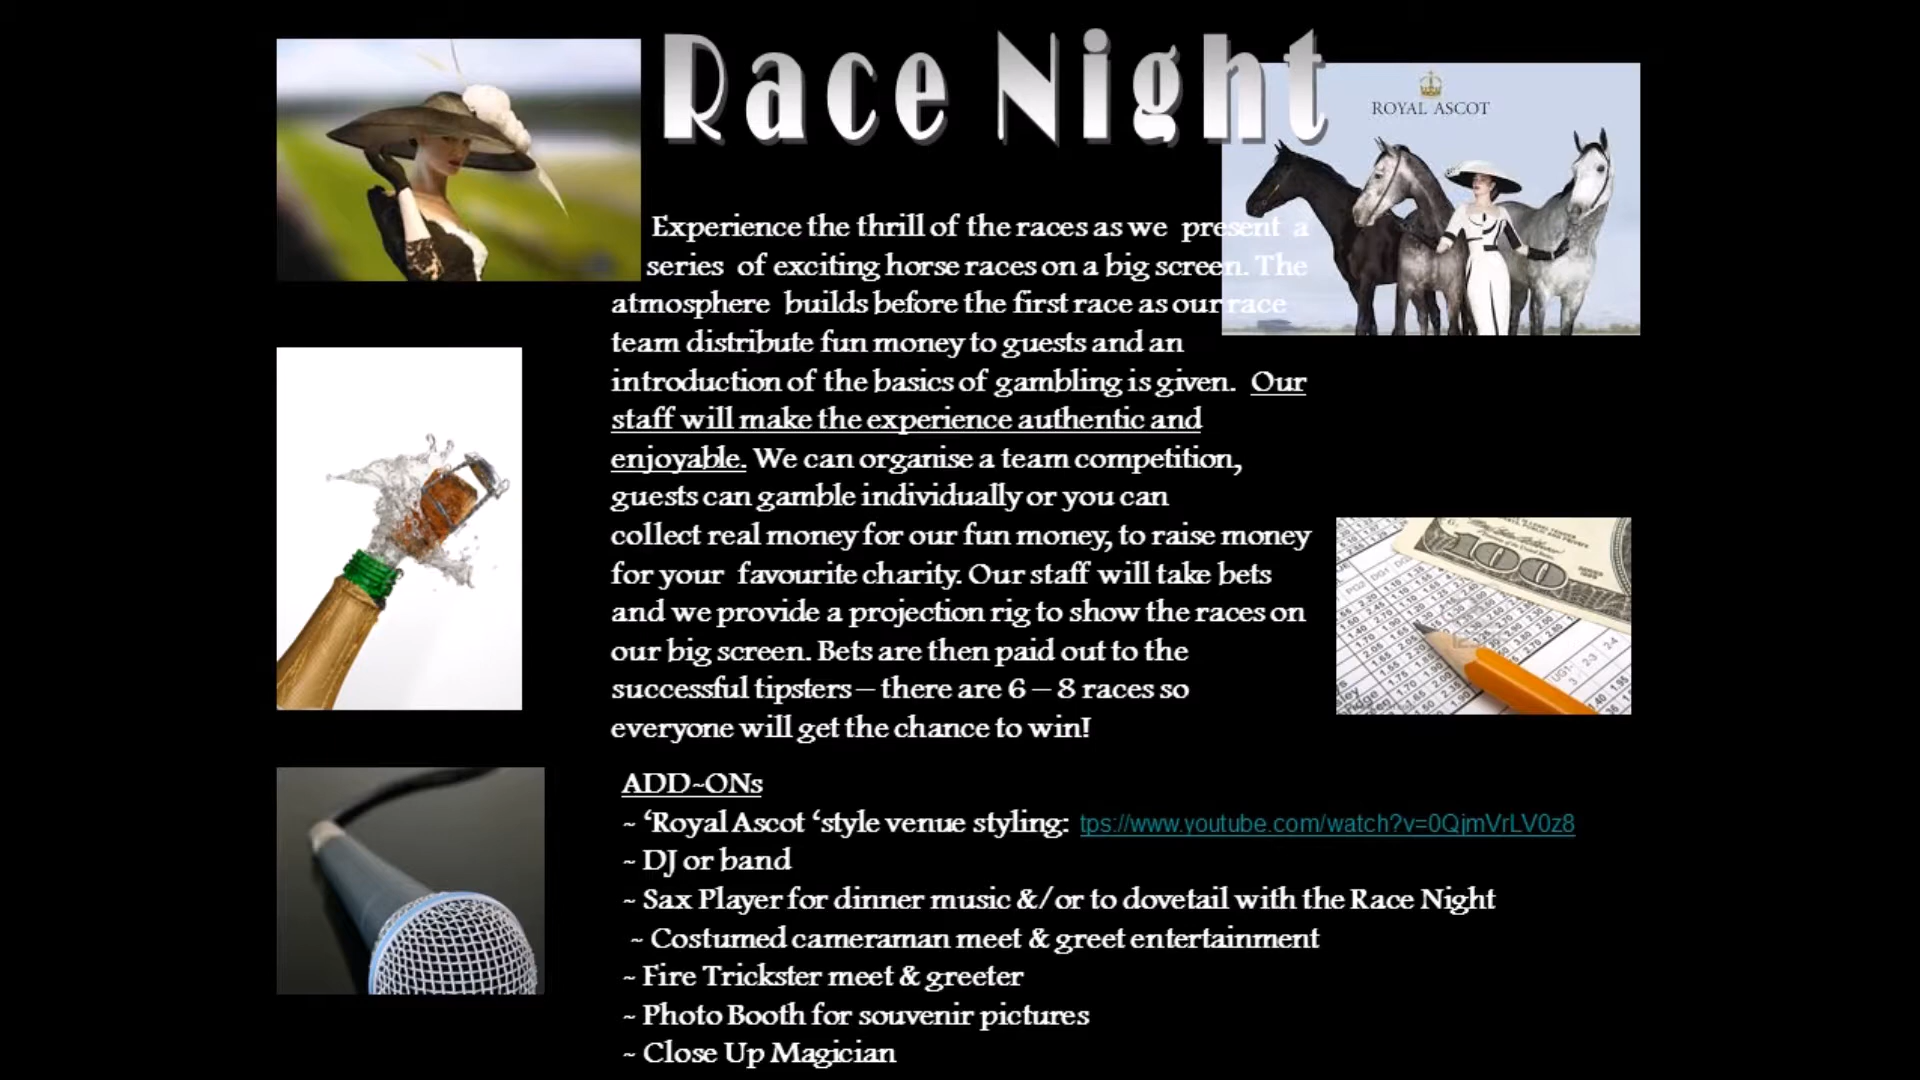 Race Night
ROYAL ASCOT
Experience the thrill of the races as we present a
series of exciting horse races on a big screen. The
atmosphere builds before the first race as our race
team distribute fun money to guests and an
introduction of the basics of gambling is given. Our
staff will make the experience authentic and
enjoyable. We can organise a team competition,
guests can gamble individually or you can
collect real money for our fun money, to raise money
for your favourite charity. Our staff will take bets
and we provide a projection rig to show the races on
our big screen. Bets are then paid out to the
successful tipsters – there are 6 – 8 races so
everyone will get the chance to win!
100
ADD~ONs
~ ‘Royal Ascot ‘style venue styling: tps://www.youtube.com/watch?v=0QjmVrLV0z8
~ DJ or band
~ Sax Player for dinner music &/or to dovetail with the Race Night
~ Costumed cameraman meet & greet entertainment
~ Fire Trickster meet & greeter
~ Photo Booth for souvenir pictures
~ Close Up Magician